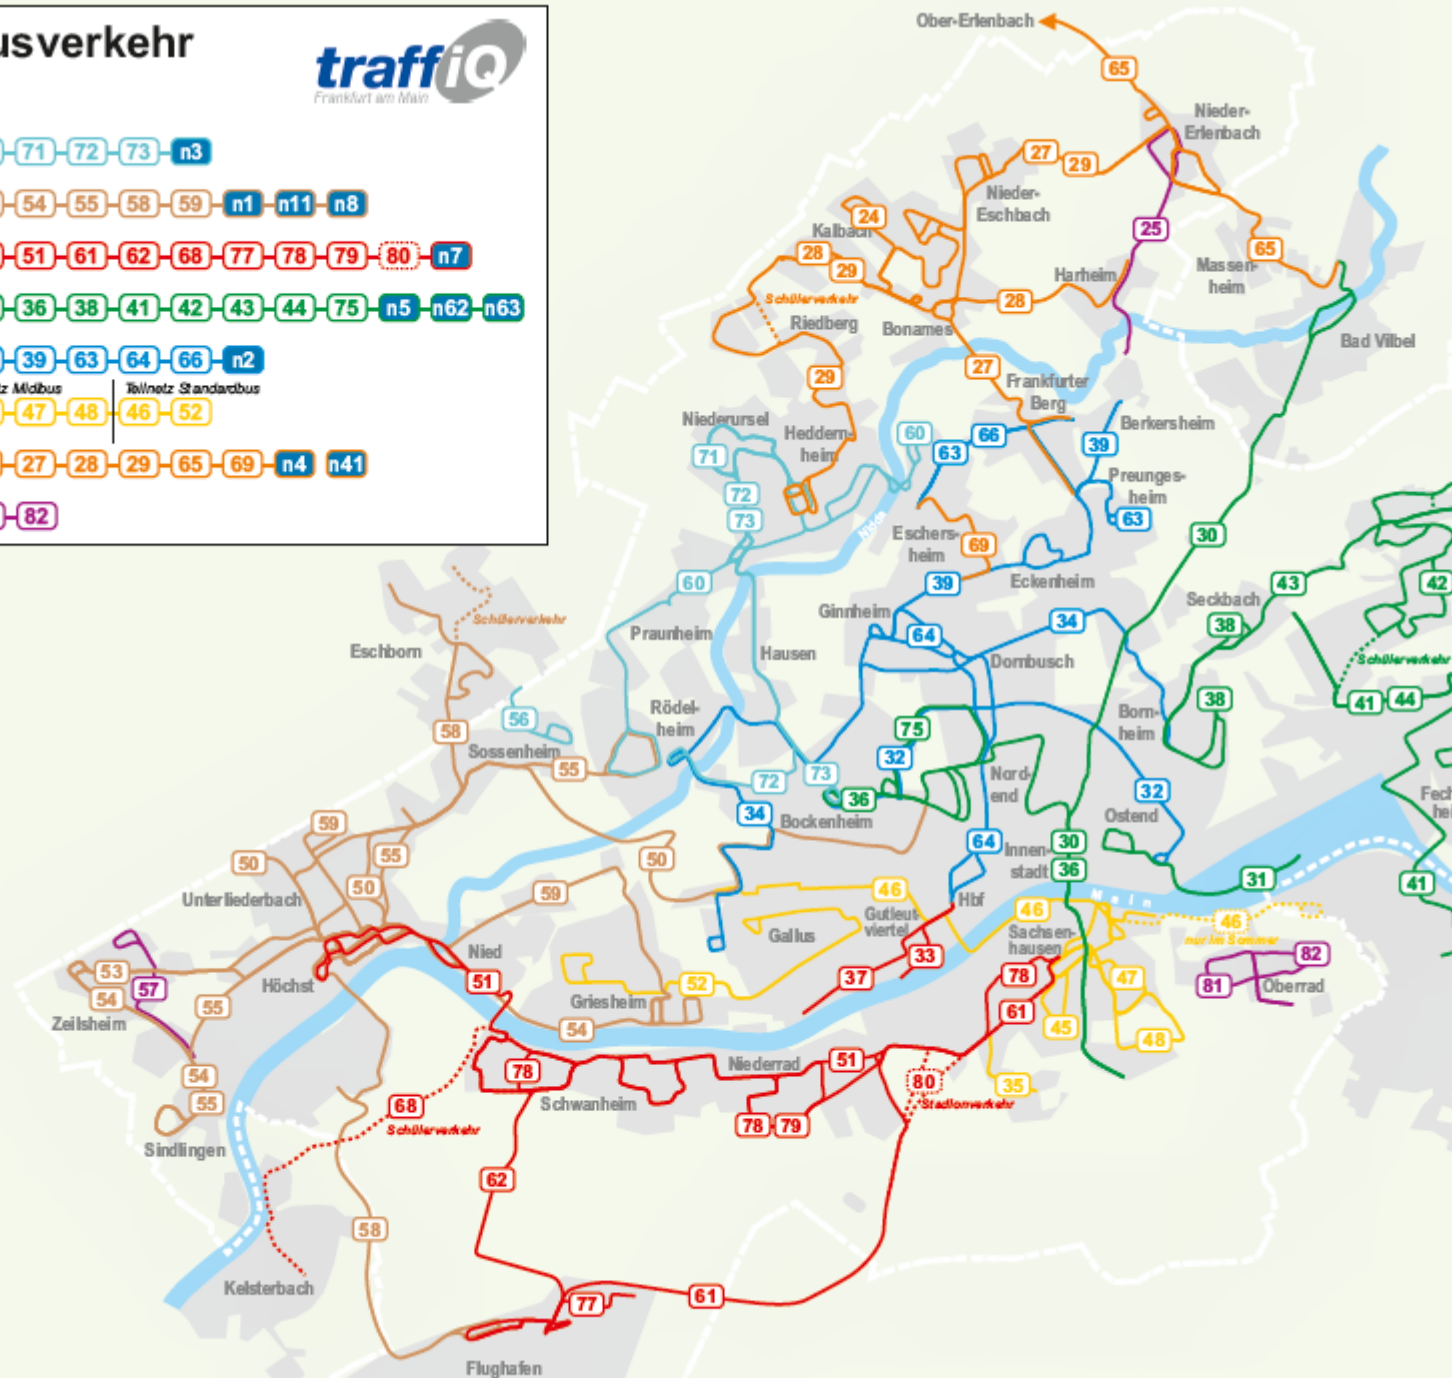 usverkehr
traffiQ
Frankfurt am Main
71 72 73 n3
54 55 58 59 n1 n11 n8
51 61 62 68 77 78 79 80 n7
36 38 41 42 43 44 75 n5 n62 n63
39 63 64 66 n2
z Midibus Teilnetz Standardbus
47 48 46 52
27 28 29 65 69 n4 n41
82
Ober-Erlenbach
65
Nieder-
Erlenbach
27
29
Nieder-
Eschbach
24
Kalbach
25
28
29
65
Massen-
heim
Harheim
Schülerverkehr
28
Riedberg
Bonames
Bad Vilbel
27
29
Frankfurter
Berg
Niederursel
Heddern-
heim
60
66
39
Berkersheim
71
63
Preunges-
heim
72
73
63
Nidda
Eschers-
heim
69
30
60
39
Eckenheim
43
42
Seckbach
Ginnheim
34
38
Schülerverkehr
Praunheim
64
Eschborn
Hausen
Dornbusch
Schülerverkehr
38
41
44
Rödel-
heim
56
75
Born-
heim
58
Sossenheim
55
32
72
73
Nord-
end
32
36
34
Bockenheim
Ostend
Fech
hei
59
64
30
50
55
50
Innen-
stadt
36
31
41
50
59
46
Hbf
Main
Unterliederbach
Gutleut-
viertel
46
46
nur im Sommer
Gallus
Sachsen-
hausen
Nied
33
82
53
57
51
52
37
78
47
81
Oberrad
54
55
Höchst
Griesheim
61
Zeilsheim
54
45
48
78
Niederrad
51
54
80
35
55
68
Schwanheim
Stadionverkehr
Schülerverkehr
78 79
Sindlingen
62
58
Kelsterbach
77
61
Flughafen